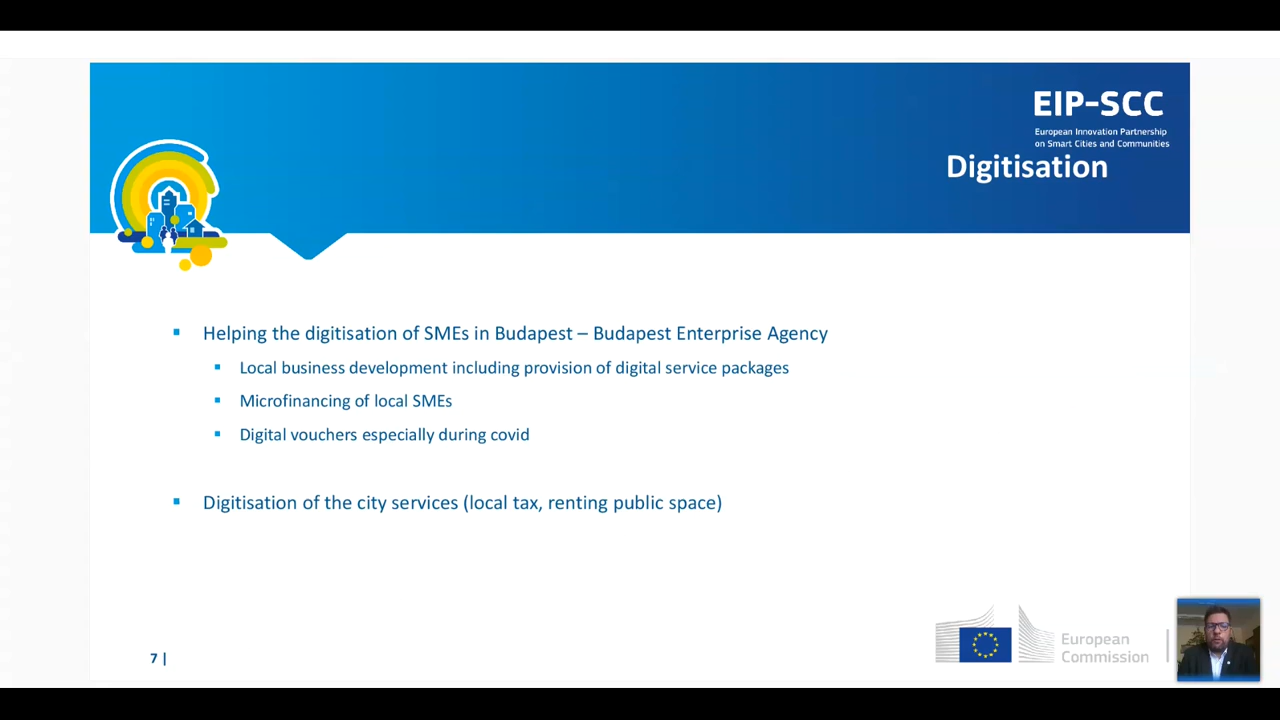 EIP-SCC
European Innovation Partnership
on Smart Cities and Communities
Digitisation
▪ Helping the digitisation of SMEs in Budapest – Budapest Enterprise Agency
▪ Local business development including provision of digital service packages
▪ Microfinancing of local SMEs
▪ Digital vouchers especially during covid
▪ Digitisation of the city services (local tax, renting public space)
7 |
European
Commission